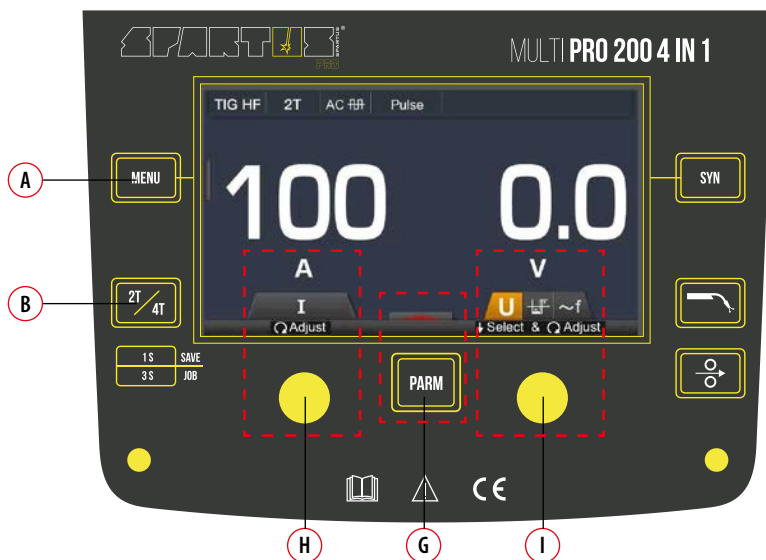 SPARTUS®
SPARTUS
PRO
MULTI PRO 200 4 IN 1
TIG HF 2T AC Pulse
A
MENU
100
0.0
SYN
A
V
B
2T/4T
I
U ~f
Adjust
Select & Adjust
1 S SAVE
3 S JOB
PARM
CE
H
G
I